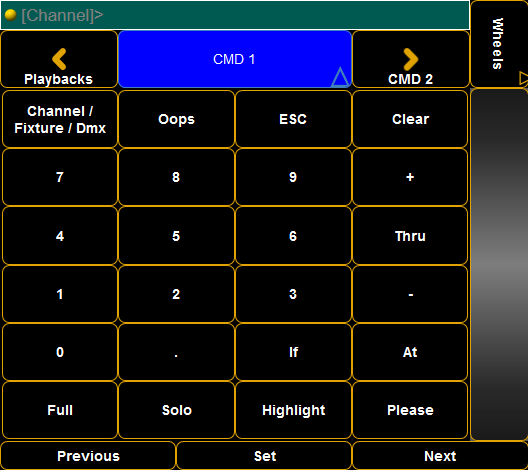 [Channel]>
Wheels
Playbacks
CMD 1
CMD 2
Channel /
Fixture / Dmx
Oops
ESC
Clear
7
8
9
+
4
5
6
Thru
1
2
3
-
0
.
If
At
Full
Solo
Highlight
Please
Previous
Set
Next